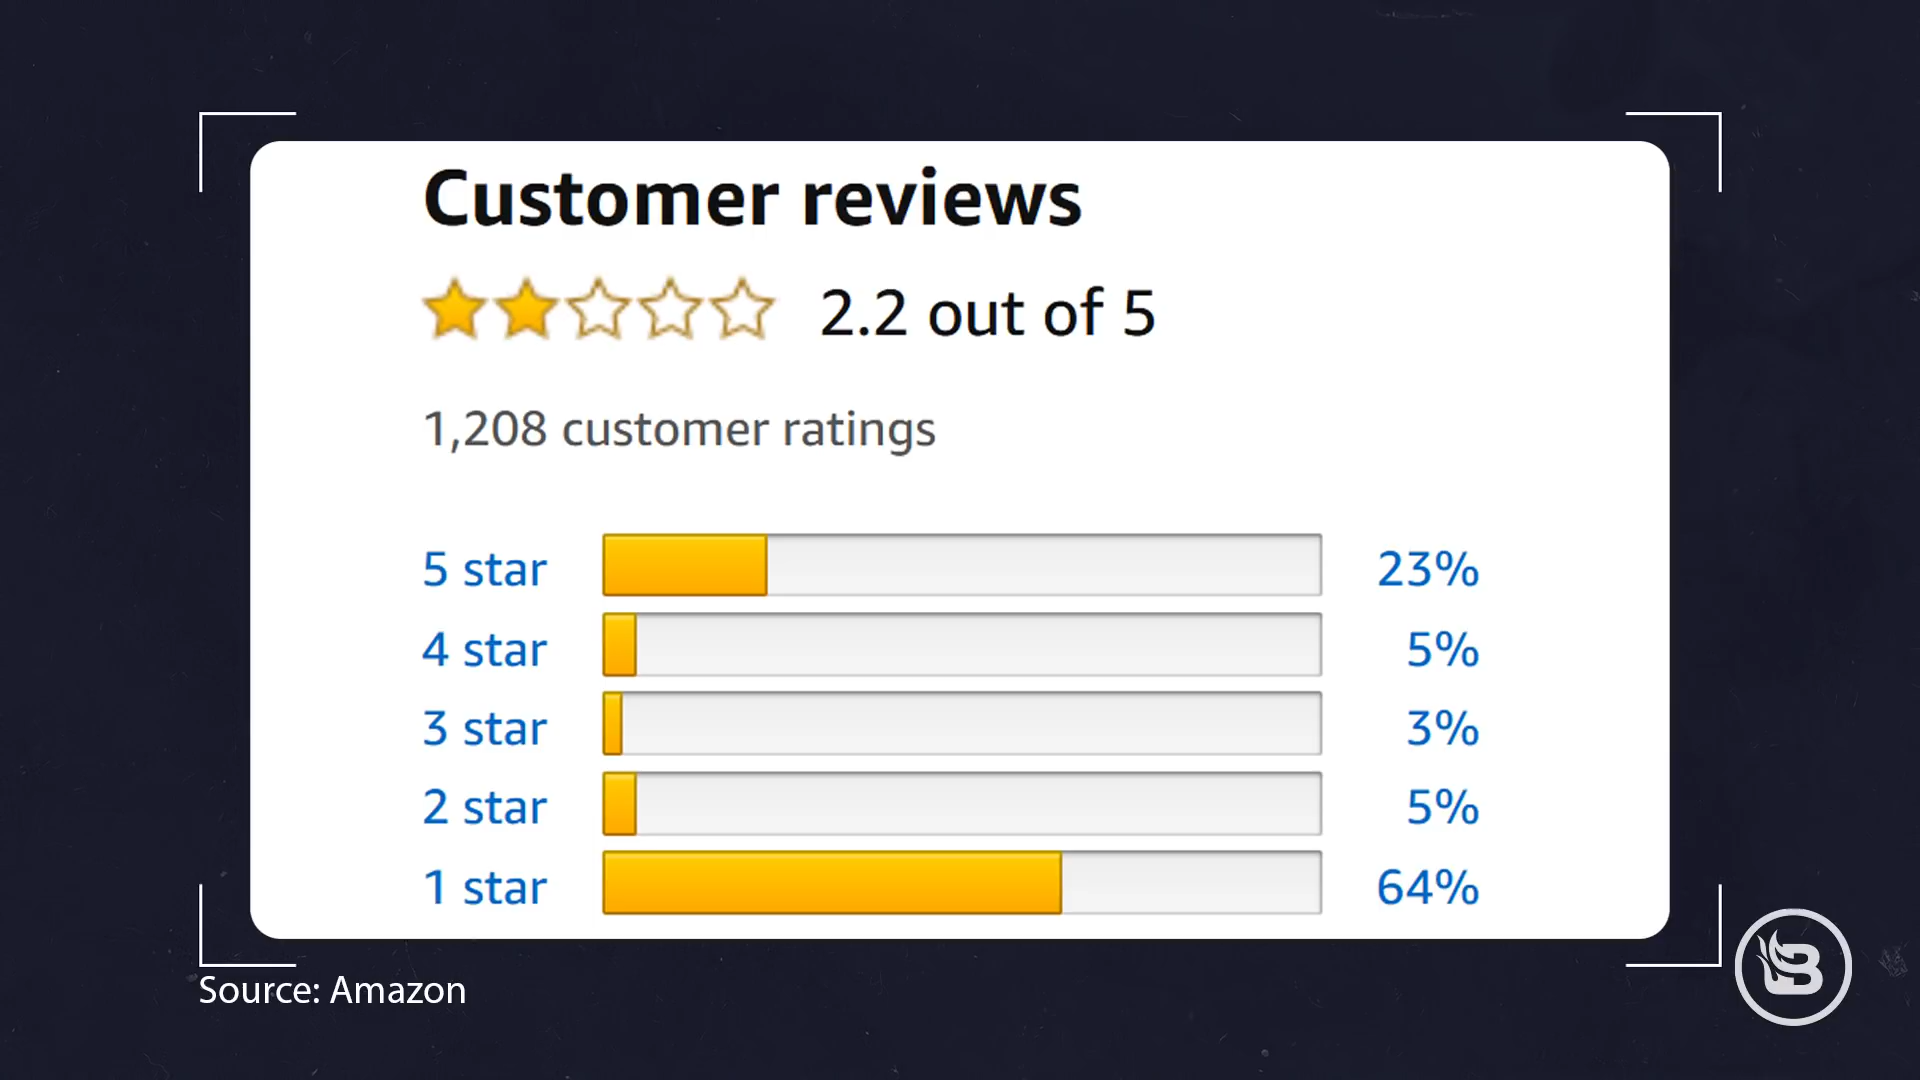 Customer reviews
2.2 out of 5
1,208 customer ratings
5 star 23%
4 star 5%
3 star 3%
2 star 5%
1 star 64%
Source: Amazon
B